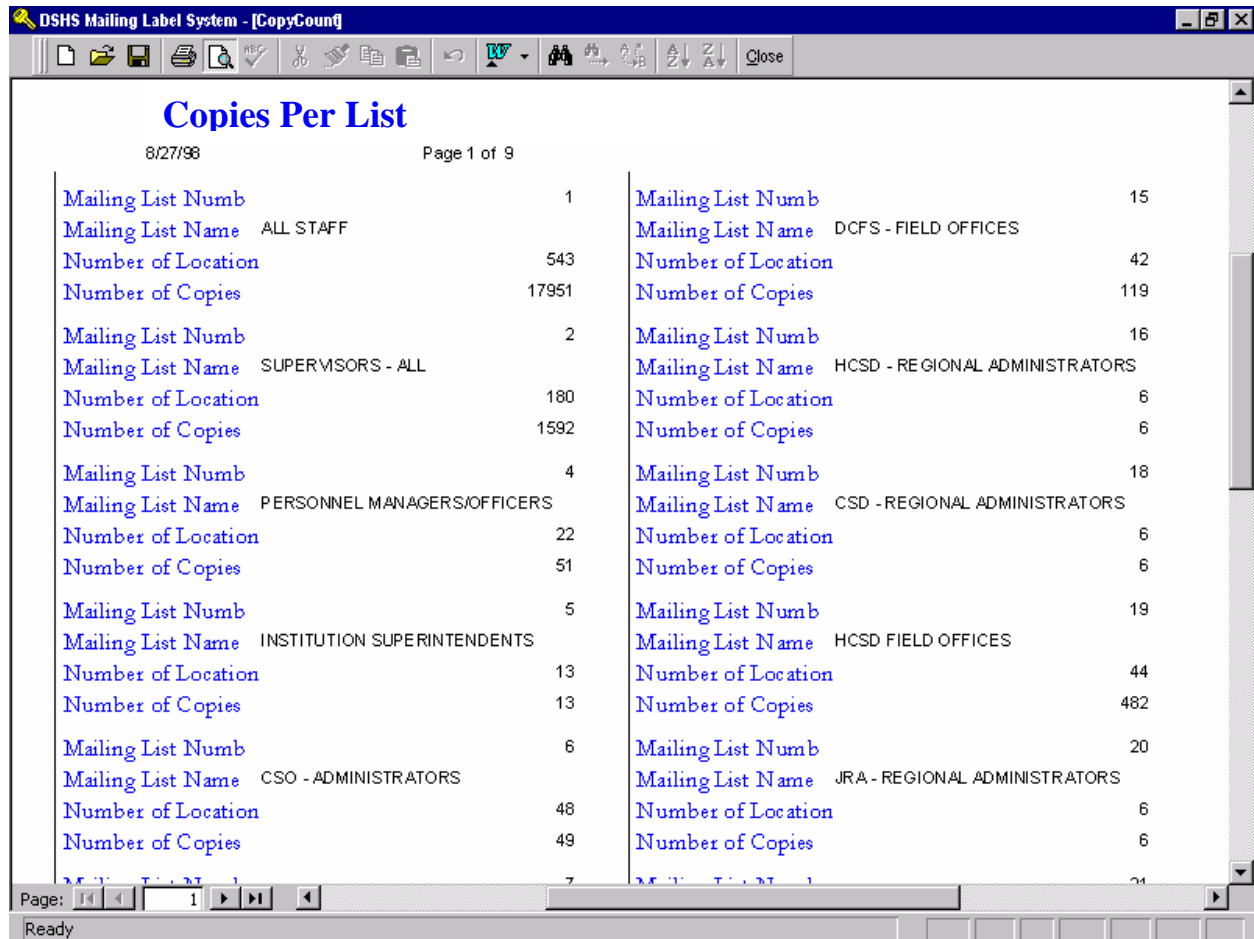 DSHS Mailing Label System - [CopyCount]
Close
Copies Per List
8/27/98 Page 1 of 9
Mailing List Numb 1
Mailing List Name ALL STAFF
Number of Location 543
Number of Copies 17951
Mailing List Numb 2
Mailing List Name SUPERVISORS - ALL
Number of Location 180
Number of Copies 1592
Mailing List Numb 4
Mailing List Name PERSONNEL MANAGERS/OFFICERS
Number of Location 22
Number of Copies 51
Mailing List Numb 5
Mailing List Name INSTITUTION SUPERINTENDENTS
Number of Location 13
Number of Copies 13
Mailing List Numb 6
Mailing List Name CSO - ADMINISTRATORS
Number of Location 48
Number of Copies 49
Mailing List Numb 7
Mailing List Numb 15
Mailing List Name DCFS - FIELD OFFICES
Number of Location 42
Number of Copies 119
Mailing List Numb 16
Mailing List Name HCSD - REGIONAL ADMINISTRATORS
Number of Location 6
Number of Copies 6
Mailing List Numb 18
Mailing List Name CSD - REGIONAL ADMINISTRATORS
Number of Location 6
Number of Copies 6
Mailing List Numb 19
Mailing List Name HCSD FIELD OFFICES
Number of Location 44
Number of Copies 482
Mailing List Numb 20
Mailing List Name JRA - REGIONAL ADMINISTRATORS
Number of Location 6
Number of Copies 6
Mailing List Numb 21
Page: 1
Ready